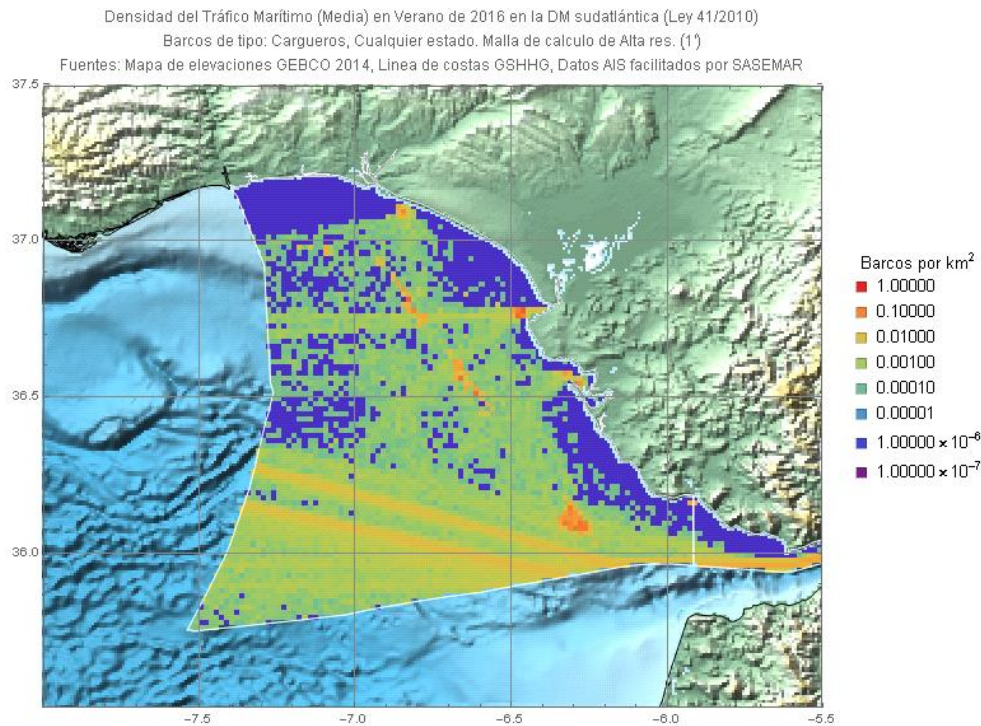 Densidad del Tráfico Marítimo (Media) en Verano de 2016 en la DM sudatlántica (Ley 41/2010)
Barcos de tipo: Cargueros, Cualquier estado. Malla de calculo de Alta res. (1')
Fuentes: Mapa de elevaciones GEBCO 2014, Linea de costas GSHHG, Datos AIS facilitados por SASEMAR
37.5
37.0
36.5
36.0
-7.5
-7.0
-6.5
-6.0
-5.5
Barcos por km²
1.00000
0.10000
0.01000
0.00100
0.00010
0.00001
1.00000 × 10⁻⁶
1.00000 × 10⁻⁷